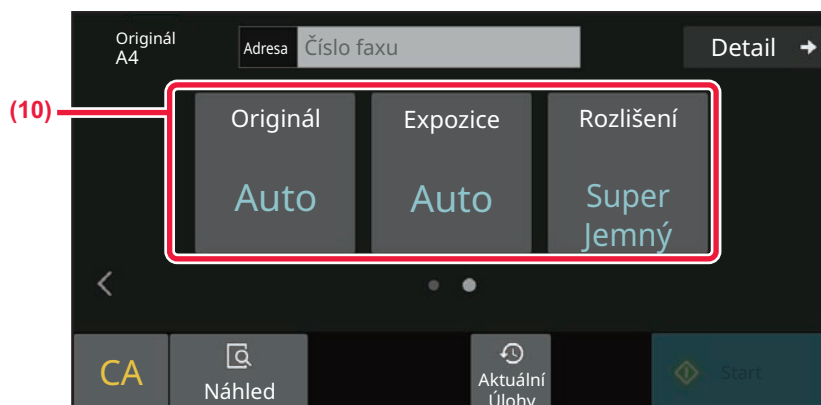 Originál
A4
Adresa
Číslo faxu
Detail
(10)
Originál
Expozice
Rozlišení
Auto
Auto
Super
Jemný
CA
Náhled
Aktuální
Úlohy
Start